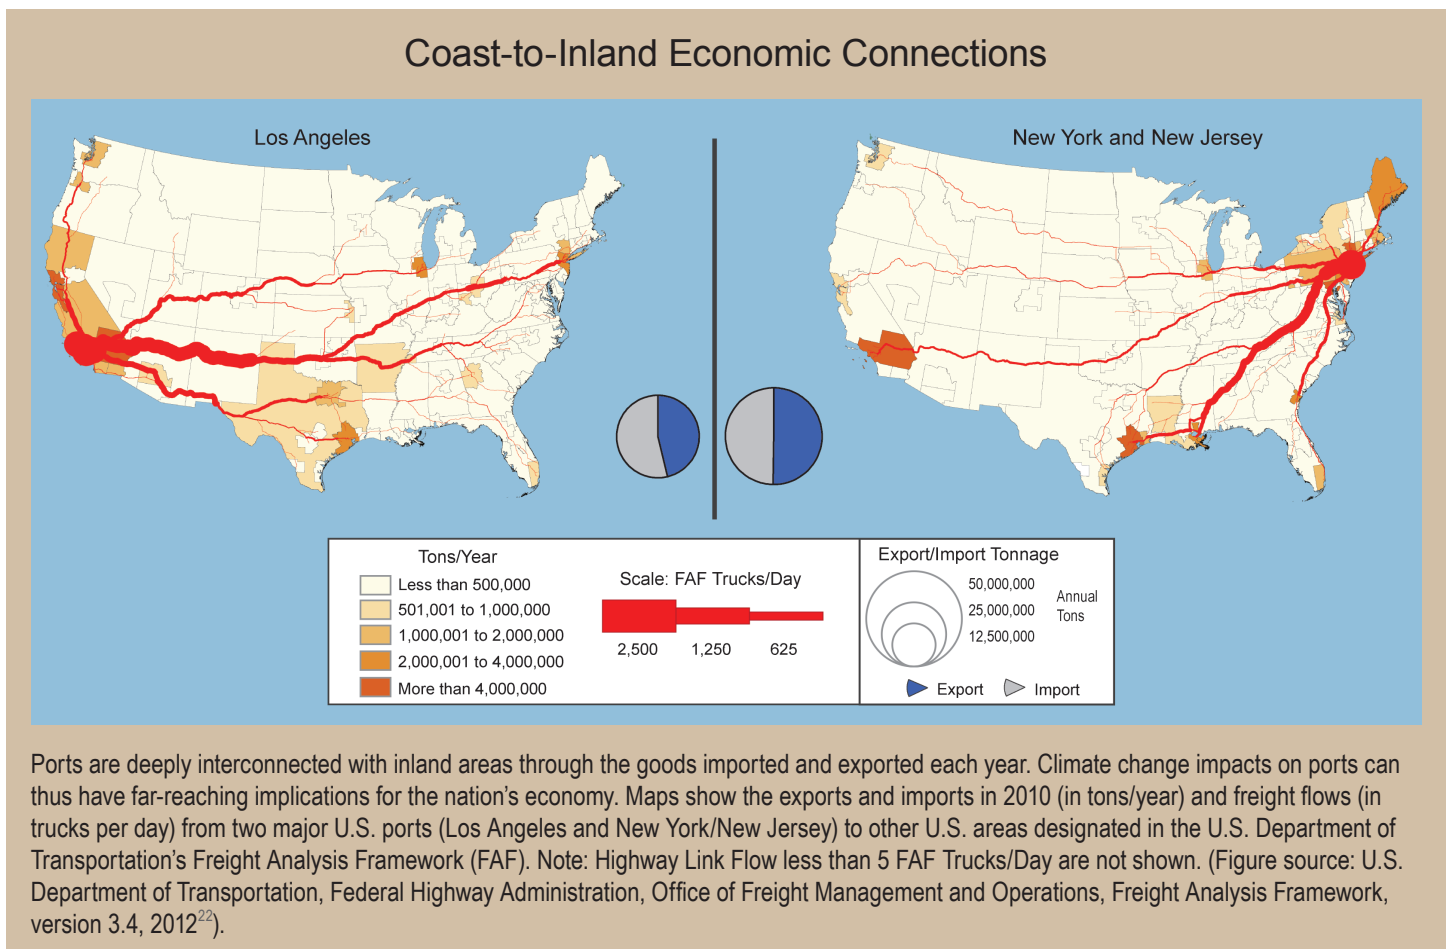 Coast-to-Inland Economic Connections
Los Angeles
New York and New Jersey
Tons/Year
Less than 500,000
501,001 to 1,000,000
1,000,001 to 2,000,000
2,000,001 to 4,000,000
More than 4,000,000
Scale: FAF Trucks/Day
2,500 1,250 625
Export/Import Tonnage
50,000,000
25,000,000
12,500,000
Annual
Tons
Export Import
Ports are deeply interconnected with inland areas through the goods imported and exported each year. Climate change impacts on ports can
thus have far-reaching implications for the nation’s economy. Maps show the exports and imports in 2010 (in tons/year) and freight flows (in
trucks per day) from two major U.S. ports (Los Angeles and New York/New Jersey) to other U.S. areas designated in the U.S. Department of
Transportation’s Freight Analysis Framework (FAF). Note: Highway Link Flow less than 5 FAF Trucks/Day are not shown. (Figure source: U.S.
Department of Transportation, Federal Highway Administration, Office of Freight Management and Operations, Freight Analysis Framework,
version 3.4, 2012²²).